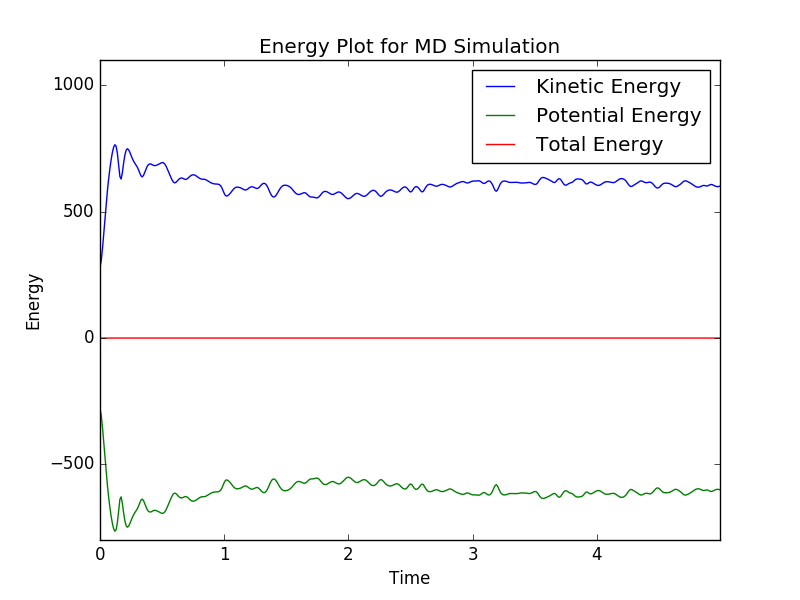 Energy Plot for MD Simulation
1000
500
0
−500
Energy
0 1 2 3 4
Time
Kinetic Energy
Potential Energy
Total Energy